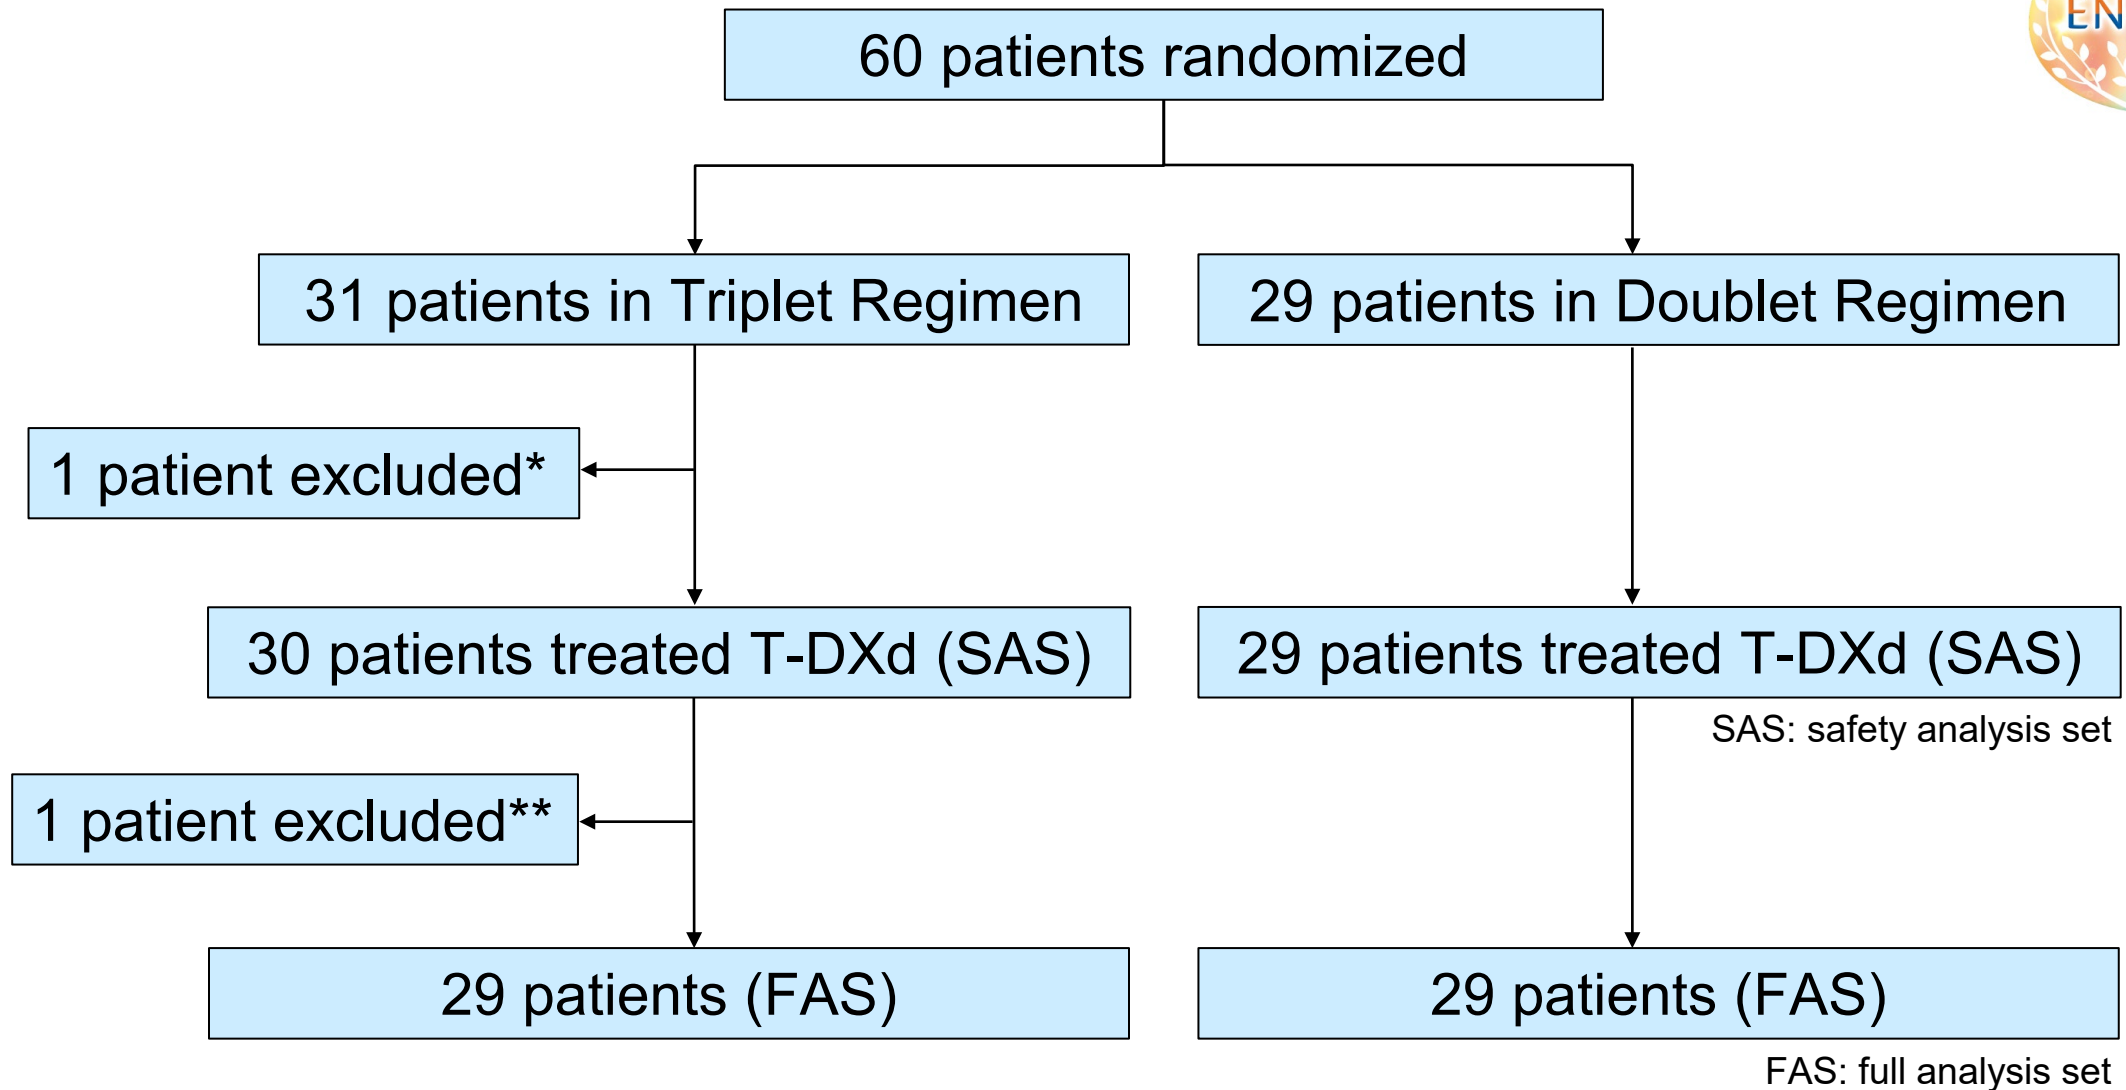 60 patients randomized
31 patients in Triplet Regimen
29 patients in Doublet Regimen
1 patient excluded*
30 patients treated T-DXd (SAS)
29 patients treated T-DXd (SAS)
SAS: safety analysis set
1 patient excluded**
29 patients (FAS)
29 patients (FAS)
FAS: full analysis set